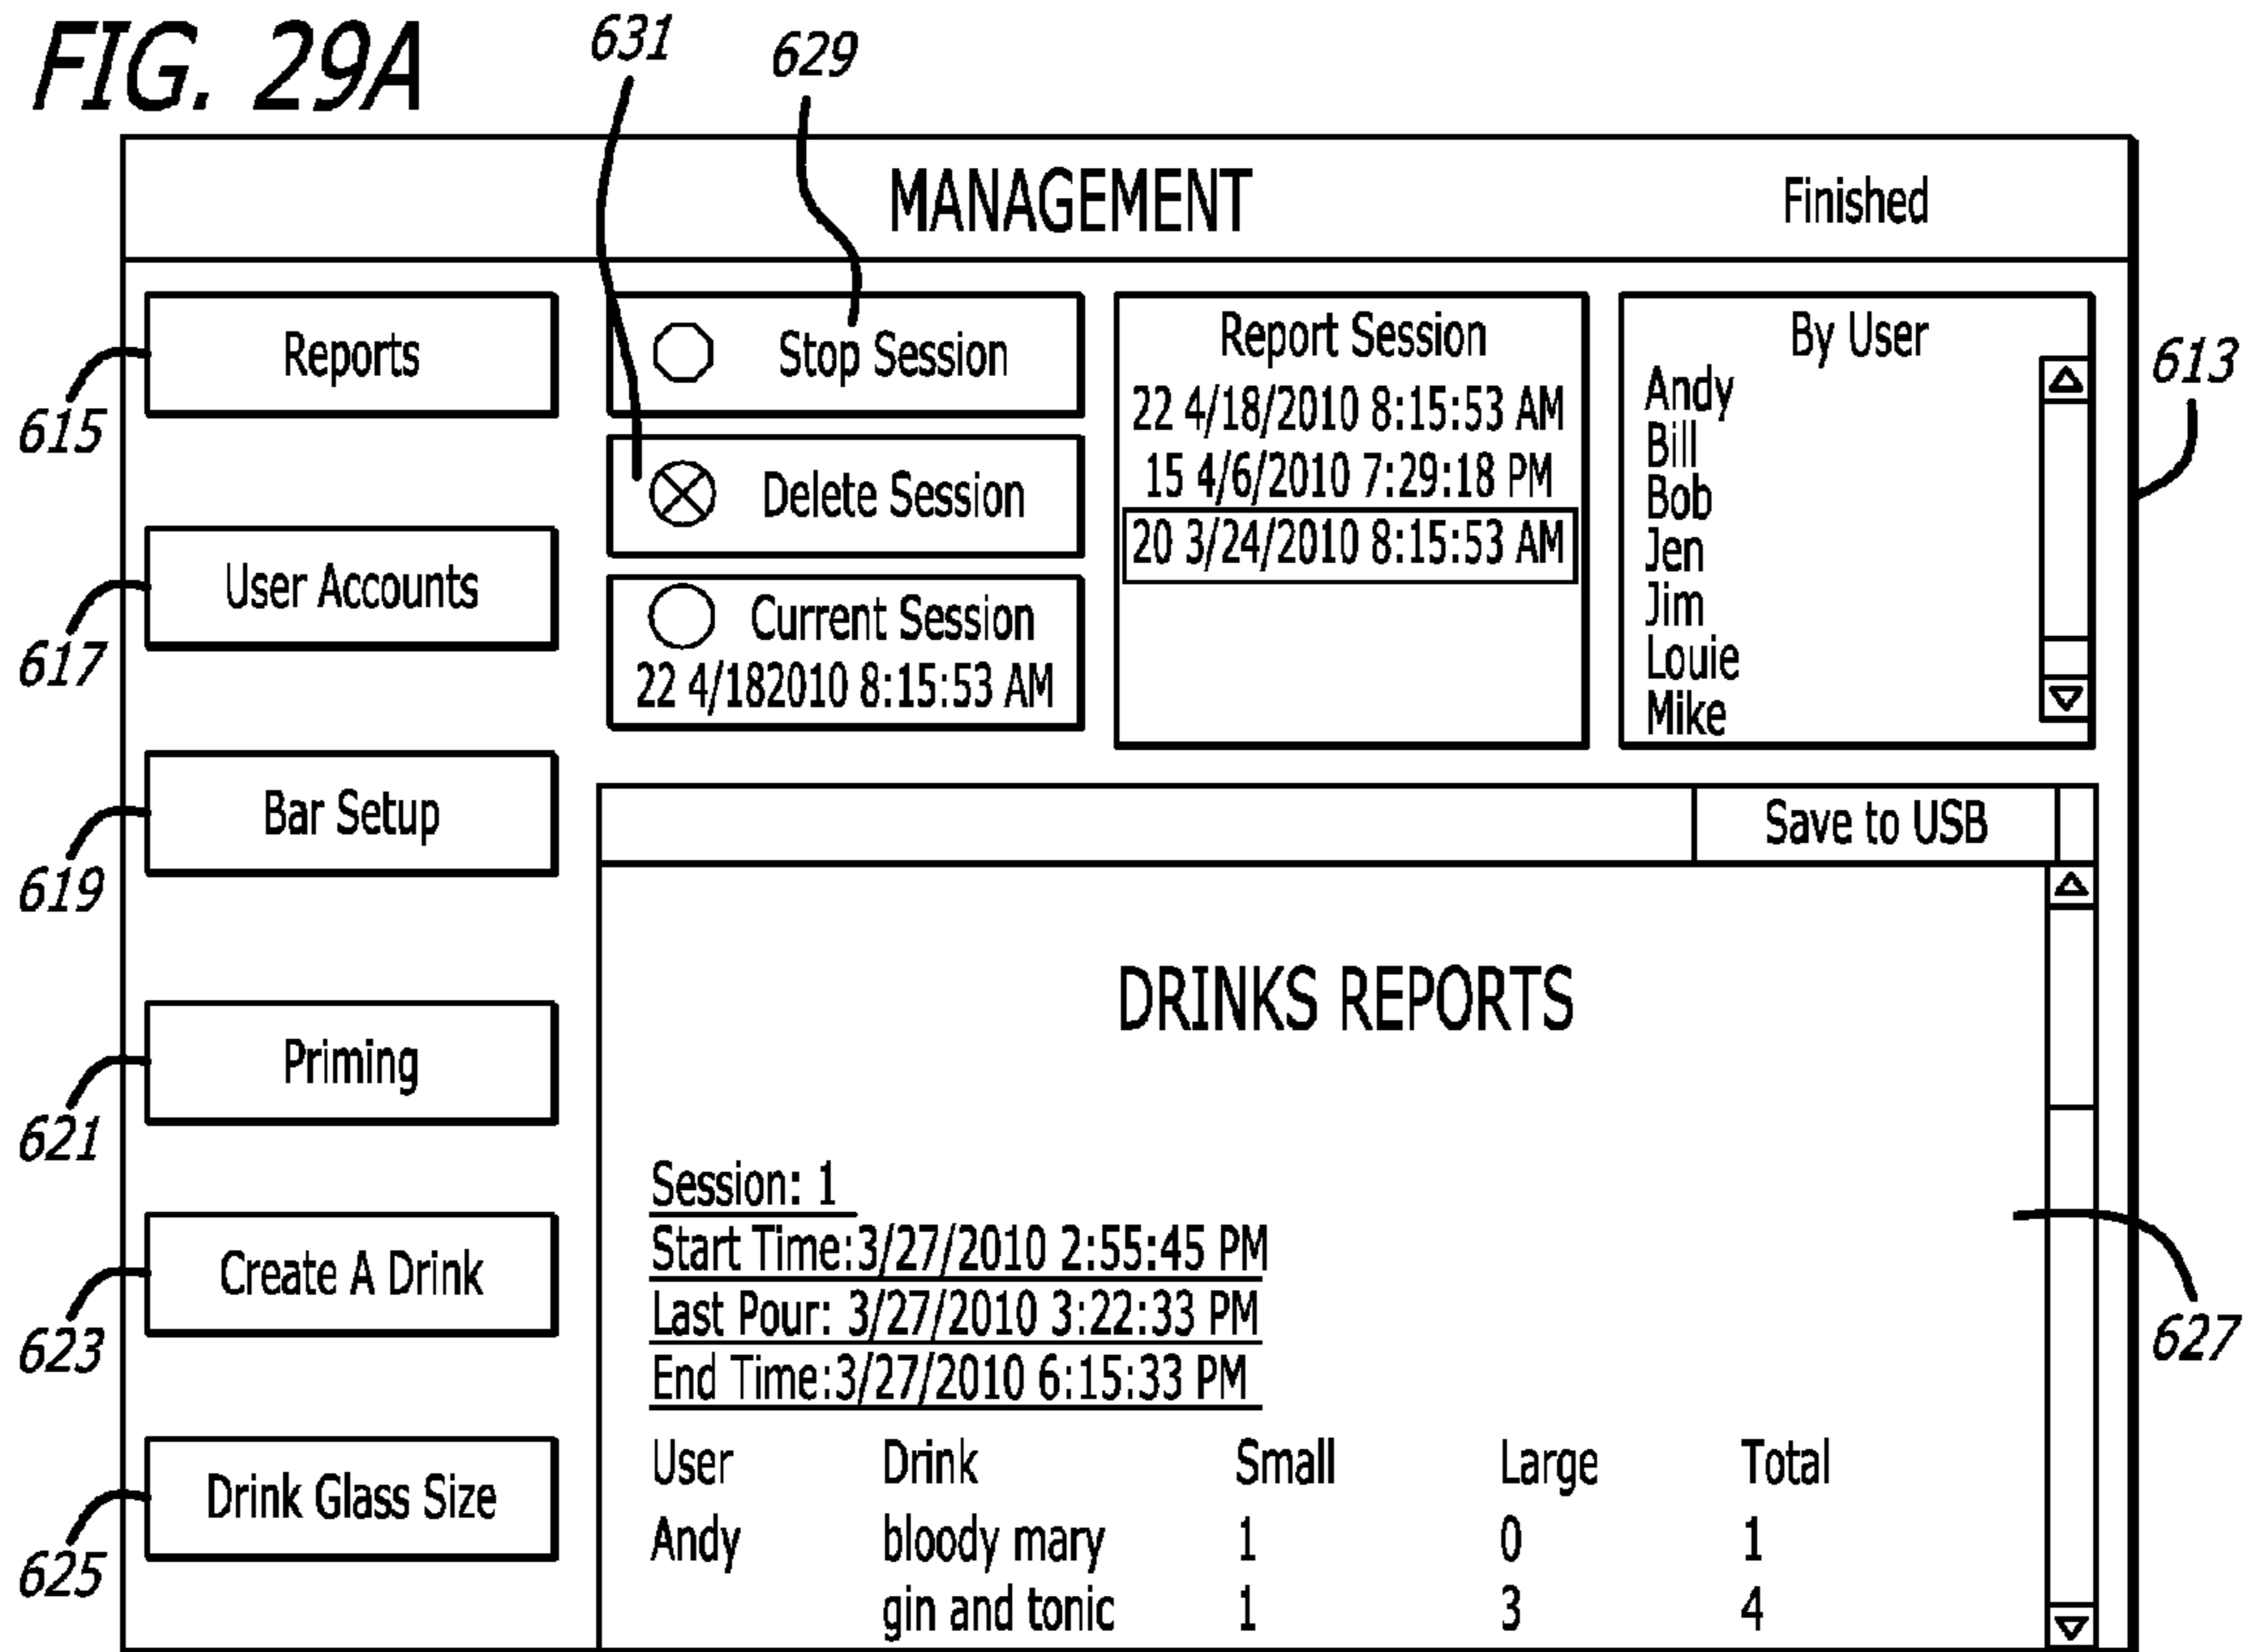 FIG. 29A
631
629
MANAGEMENT
Finished
613
Reports
615
User Accounts
617
Bar Setup
619
Priming
621
Create A Drink
623
Drink Glass Size
625
Stop Session
Delete Session
Current Session
22 4/182010 8:15:53 AM
Report Session
22 4/18/2010 8:15:53 AM
15 4/6/2010 7:29:18 PM
20 3/24/2010 8:15:53 AM
By User
Andy
Bill
Bob
Jen
Jim
Louie
Mike
Save to USB
DRINKS REPORTS
627
Session: 1
Start Time:3/27/2010 2:55:45 PM
Last Pour: 3/27/2010 3:22:33 PM
End Time:3/27/2010 6:15:33 PM
User Drink Small Large Total
Andy bloody mary 1 0 1
gin and tonic 1 3 4